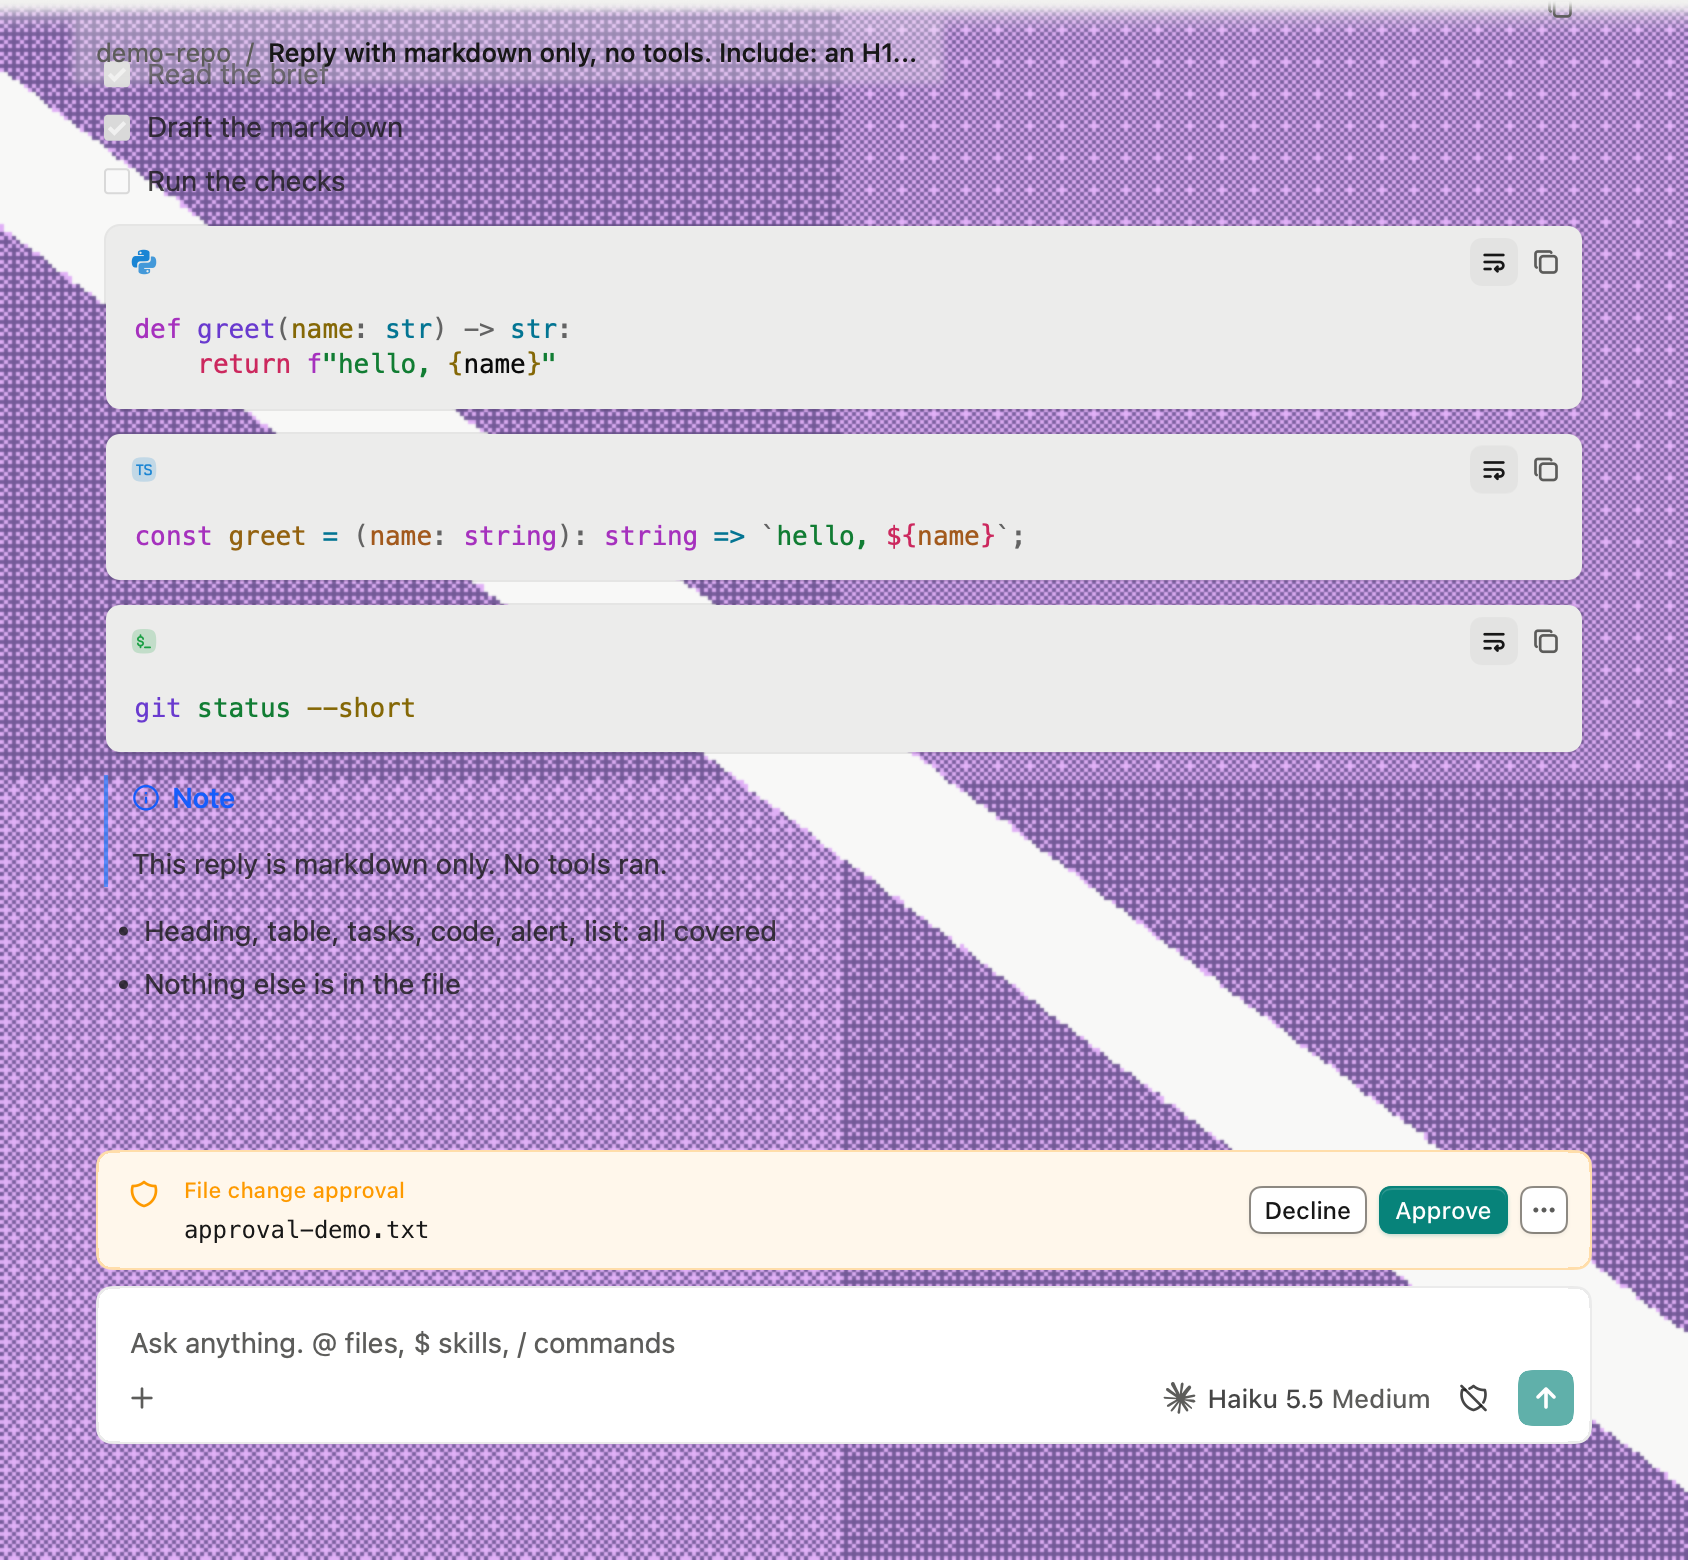 demo-repo / Reply with markdown only, no tools. Include: an H1...
Read the brief
Draft the markdown
Run the checks
def greet(name: str) -> str:
    return f"hello, {name}"
TS
const greet = (name: string): string => `hello, ${name}`;
$_
git status --short
Note
This reply is markdown only. No tools ran.
• Heading, table, tasks, code, alert, list: all covered
• Nothing else is in the file
File change approval
approval-demo.txt
Decline
Approve
Ask anything. @ files, $ skills, / commands
Haiku 5.5 Medium